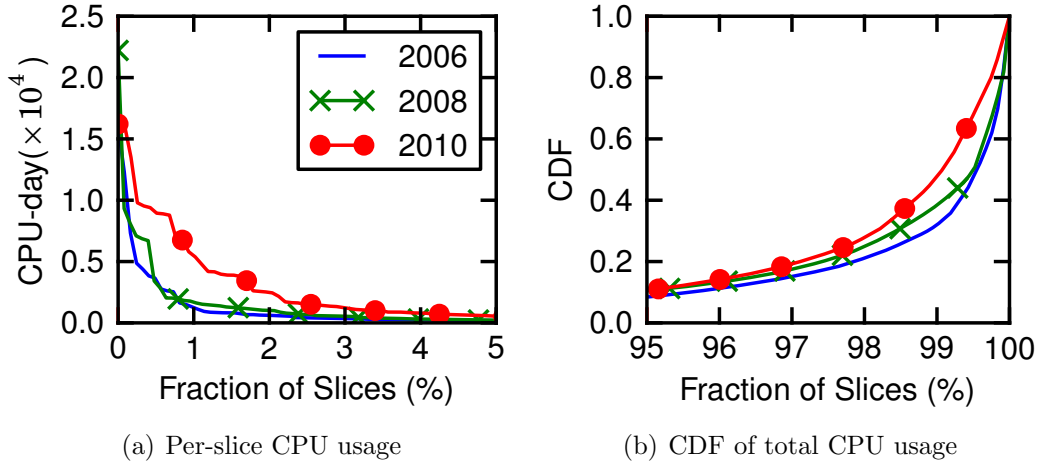 2.5
2.0
1.5
1.0
0.5
0.0
CPU-day(×10⁴)
2006
2008
2010
0 1 2 3 4 5
Fraction of Slices (%)
(a) Per-slice CPU usage
1.0
0.8
0.6
0.4
0.2
0.0
CDF
95 96 97 98 99 100
Fraction of Slices (%)
(b) CDF of total CPU usage